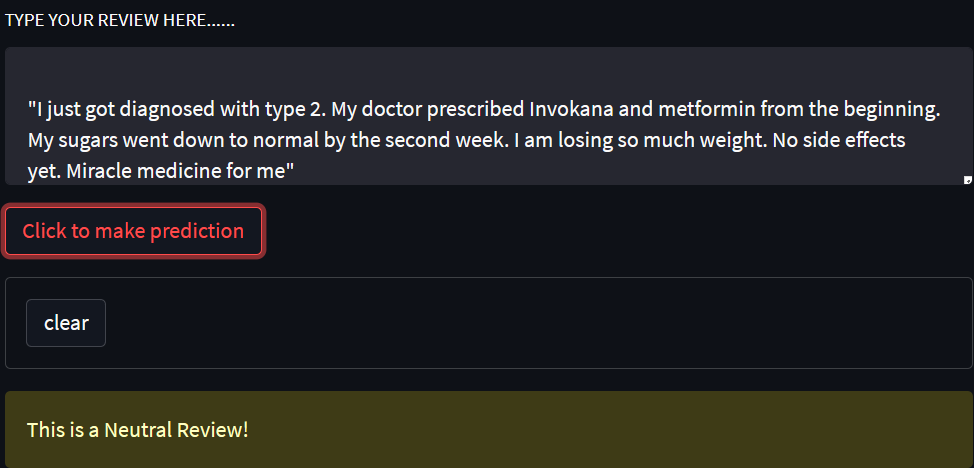 TYPE YOUR REVIEW HERE......
"I just got diagnosed with type 2. My doctor prescribed Invokana and metformin from the beginning.
My sugars went down to normal by the second week. I am losing so much weight. No side effects
yet. Miracle medicine for me"
Click to make prediction
clear
This is a Neutral Review!